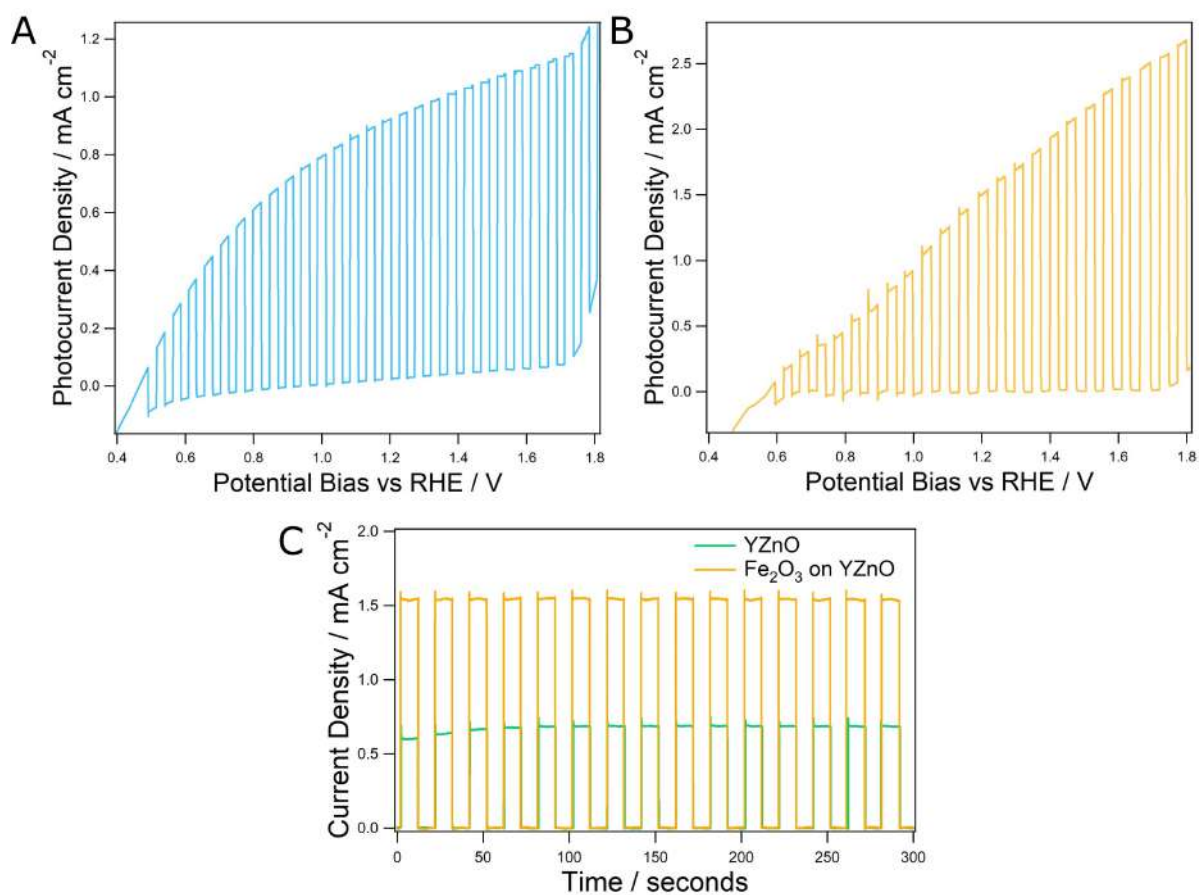 A
Photocurrent Density / mA cm⁻²
1.2
1.0
0.8
0.6
0.4
0.2
0.0
0.4 0.6 0.8 1.0 1.2 1.4 1.6 1.8
Potential Bias vs RHE / V
B
Photocurrent Density / mA cm⁻²
2.5
2.0
1.5
1.0
0.5
0.0
0.4 0.6 0.8 1.0 1.2 1.4 1.6 1.8
Potential Bias vs RHE / V
C
Current Density / mA cm⁻²
2.0
1.5
1.0
0.5
0.0
YZnO
Fe₂O₃ on YZnO
0 50 100 150 200 250 300
Time / seconds